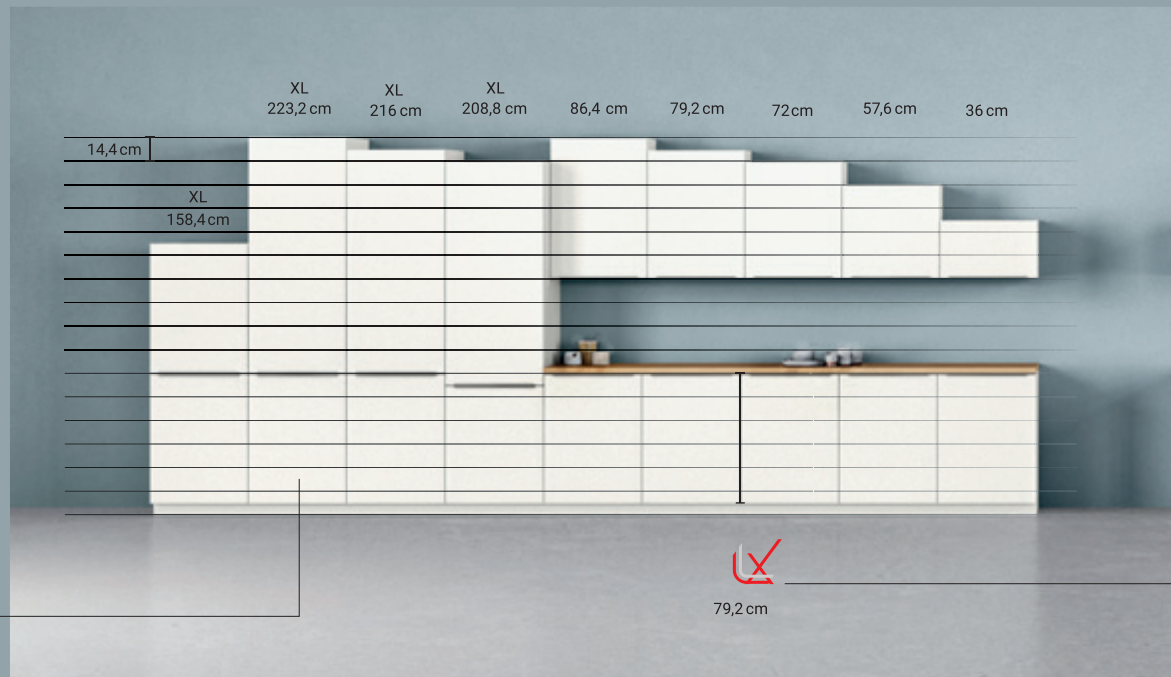 XL
223,2 cm
XL
216 cm
XL
208,8 cm
86,4 cm
79,2 cm
72 cm
57,6 cm
36 cm
14,4 cm
XL
158,4 cm
LX
79,2 cm